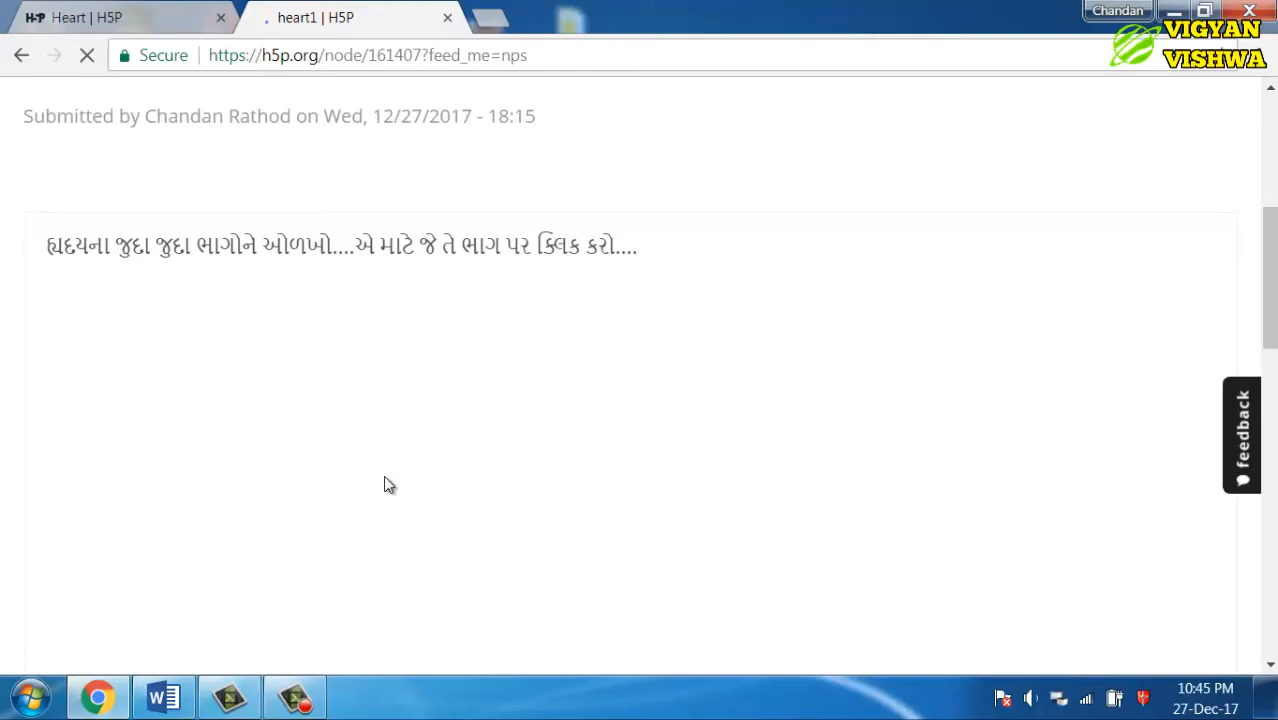 Heart | H5P
heart1 | H5P
Chandan
VIGYAN
VISHWA
Secure
https://h5p.org/node/161407?feed_me=nps
Submitted by Chandan Rathod on Wed, 12/27/2017 - 18:15
હ્યદયના જુદા જુદા ભાગોને ઓળખો....એ માટે જે તે ભાગ પર ક્લિક કરો....
feedback
10:45 PM
27-Dec-17